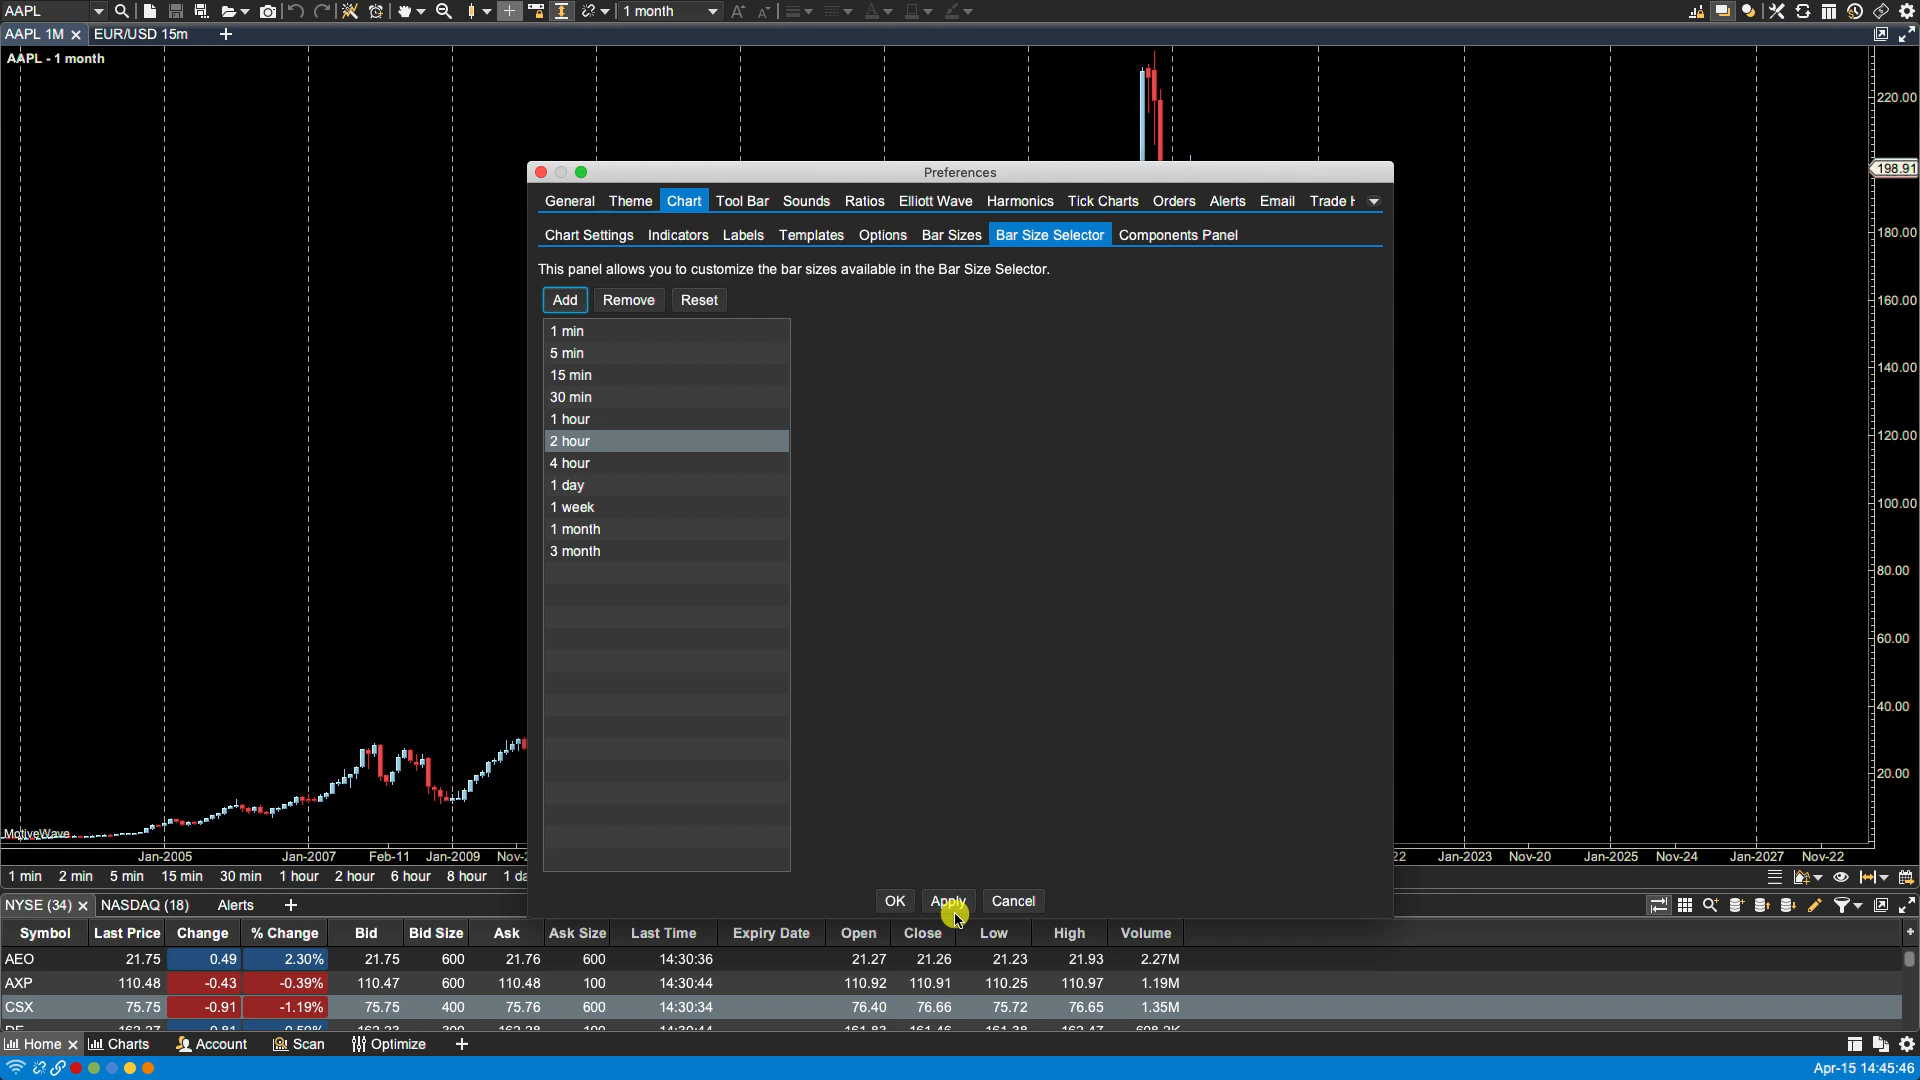 AAPL 1 month
AAPL 1M EUR/USD 15m
AAPL - 1 month
220.00
198.91
180.00
160.00
140.00
120.00
100.00
80.00
60.00
40.00
20.00
Preferences
General Theme Chart Tool Bar Sounds Ratios Elliott Wave Harmonics Tick Charts Orders Alerts Email Trade
Chart Settings Indicators Labels Templates Options Bar Sizes Bar Size Selector Components Panel
This panel allows you to customize the bar sizes available in the Bar Size Selector.
Add Remove Reset
1 min
5 min
15 min
30 min
1 hour
2 hour
4 hour
1 day
1 week
1 month
3 month
OK Apply Cancel
MotiveWave
Jan-2005 Jan-2007 Feb-11 Jan-2009 Jan-2023 Nov-20 Jan-2025 Nov-24 Jan-2027 Nov-22
1 min 2 min 5 min 15 min 30 min 1 hour 2 hour 6 hour 8 hour
NYSE (34) NASDAQ (18) Alerts
Symbol Last Price Change % Change Bid Bid Size Ask Ask Size Last Time Expiry Date Open Close Low High Volume
AEO 21.75 0.49 2.30% 21.75 600 21.76 600 14:30:36 21.27 21.26 21.23 21.93 2.27M
AXP 110.48 -0.43 -0.39% 110.47 600 110.48 100 14:30:44 110.92 110.91 110.25 110.97 1.19M
CSX 75.75 -0.91 -1.19% 75.75 400 75.76 600 14:30:34 76.40 76.66 75.72 76.65 1.35M
Home Charts Account Scan Optimize
Apr-15 14:45:46